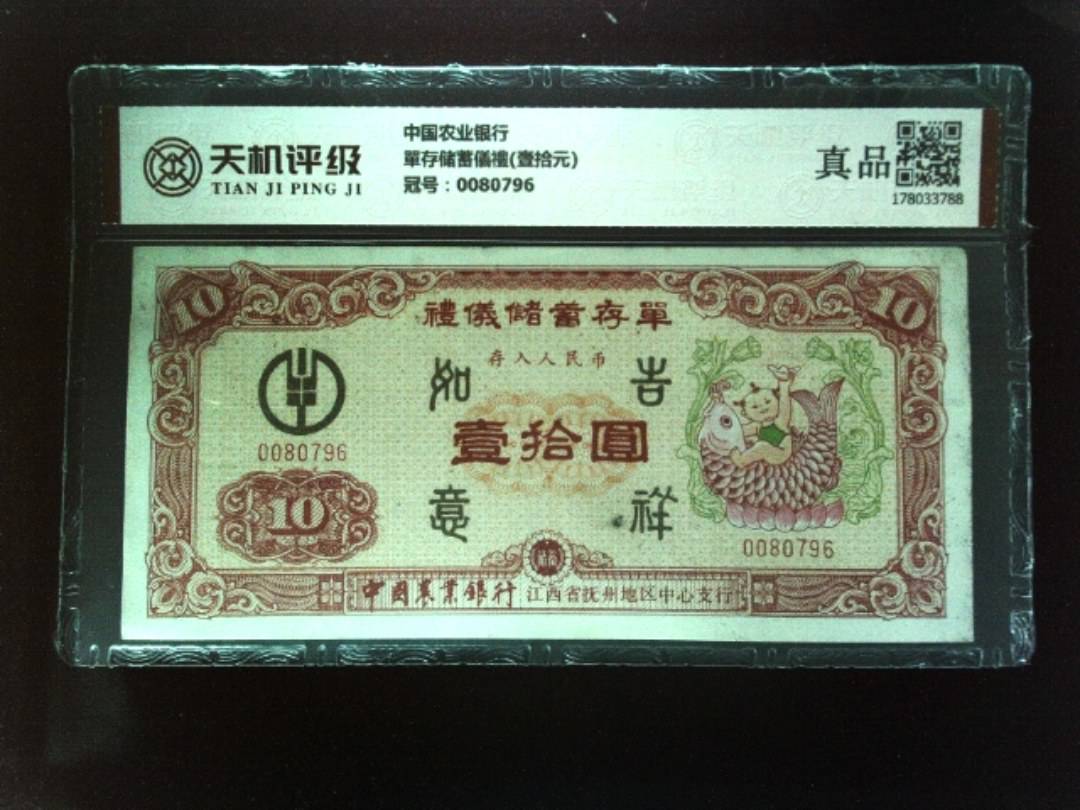 天机评级
TIAN JI PING JI
中国农业银行
單存储蓄儀禮(壹拾元)
冠号：0080796
真品
178033788
10
10
禮儀儲蓄存單
存入人民币
如 吉
壹拾圓
意 祥
0080796
10
0080796
中國農業銀行 江西省抚州地区中心支行